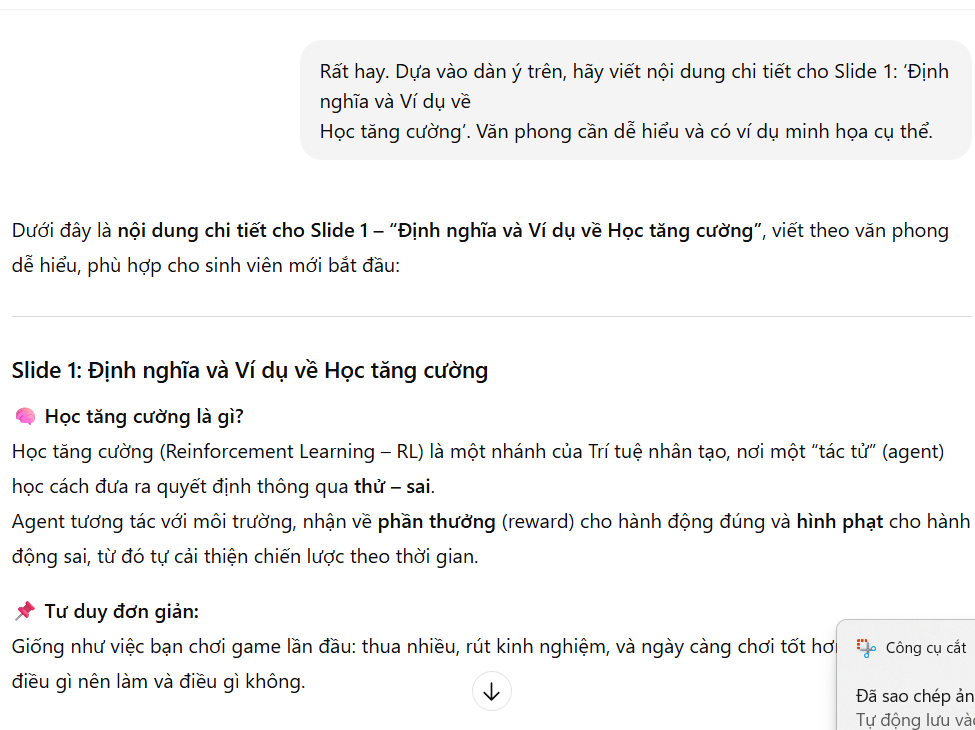 Rất hay. Dựa vào dàn ý trên, hãy viết nội dung chi tiết cho Slide 1: ‘Định
nghĩa và Ví dụ về
Học tăng cường’. Văn phong cần dễ hiểu và có ví dụ minh họa cụ thể.
Dưới đây là nội dung chi tiết cho Slide 1 – “Định nghĩa và Ví dụ về Học tăng cường”, viết theo văn phong
dễ hiểu, phù hợp cho sinh viên mới bắt đầu:
Slide 1: Định nghĩa và Ví dụ về Học tăng cường
🧠 Học tăng cường là gì?
Học tăng cường (Reinforcement Learning – RL) là một nhánh của Trí tuệ nhân tạo, nơi một “tác tử” (agent)
học cách đưa ra quyết định thông qua thử – sai.
Agent tương tác với môi trường, nhận về phần thưởng (reward) cho hành động đúng và hình phạt cho hành
động sai, từ đó tự cải thiện chiến lược theo thời gian.
📌 Tư duy đơn giản:
Giống như việc bạn chơi game lần đầu: thua nhiều, rút kinh nghiệm, và ngày càng chơi tốt
điều gì nên làm và điều gì không.
Công cụ cắt
Đã sao chép
Tự động lưu